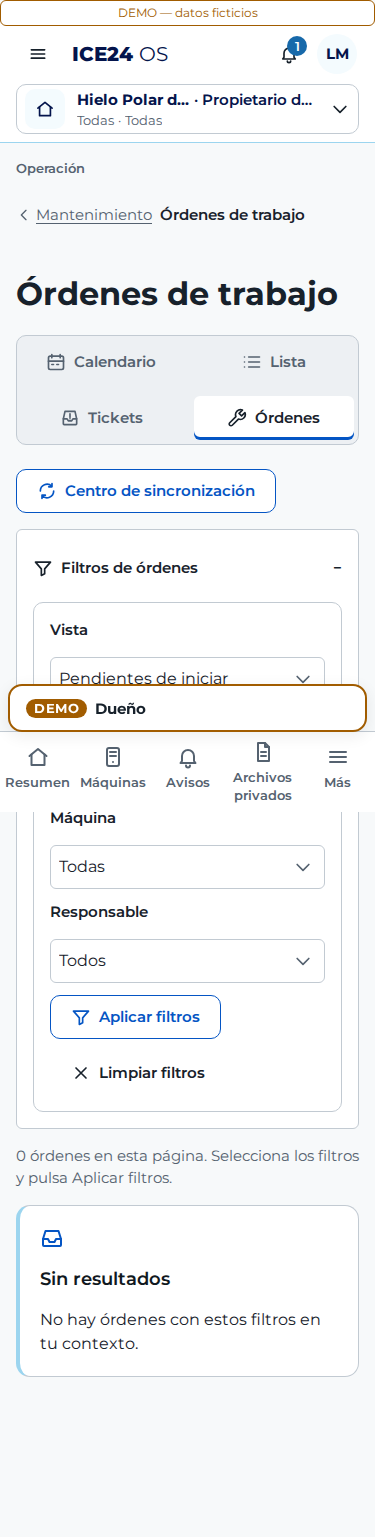 DEMO — datos ficticios
ICE24 OS
1
LM
Hielo Polar d... · Propietario d...
Todas · Todas
Operación
Mantenimiento Órdenes de trabajo
Órdenes de trabajo
Calendario
Lista
Tickets
Órdenes
Centro de sincronización
Filtros de órdenes
Vista
Pendientes de iniciar
DEMO Dueño
Resumen
Máquinas
Avisos
Archivos privados
Más
Máquina
Todas
Responsable
Todos
Aplicar filtros
Limpiar filtros
0 órdenes en esta página. Selecciona los filtros
y pulsa Aplicar filtros.
Sin resultados
No hay órdenes con estos filtros en
tu contexto.